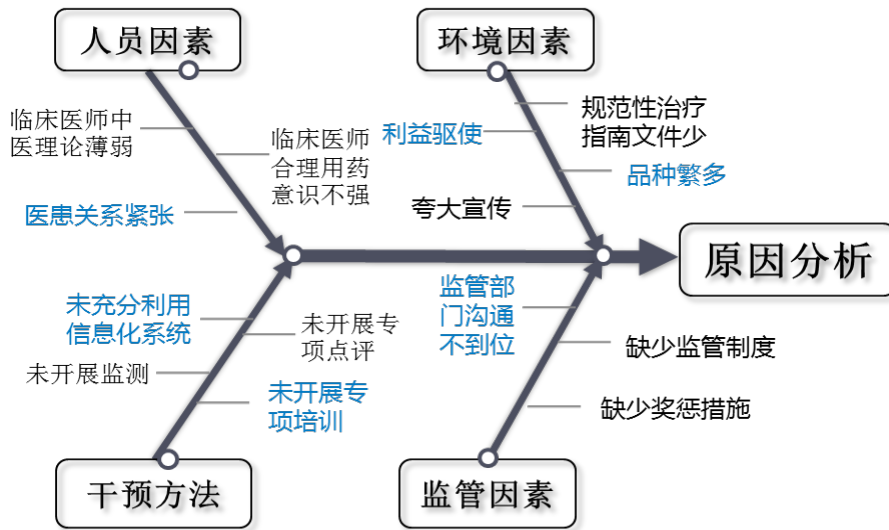 人员因素
环境因素
临床医师中
医理论薄弱
临床医师
合理用药
意识不强
医患关系紧张
利益驱使
规范性治疗
指南文件少
品种繁多
夸大宣传
原因分析
未充分利用
信息化系统
未开展专
项点评
未开展监测
未开展专
项培训
监管部
门沟通
不到位
缺少监管制度
缺少奖惩措施
干预方法
监管因素